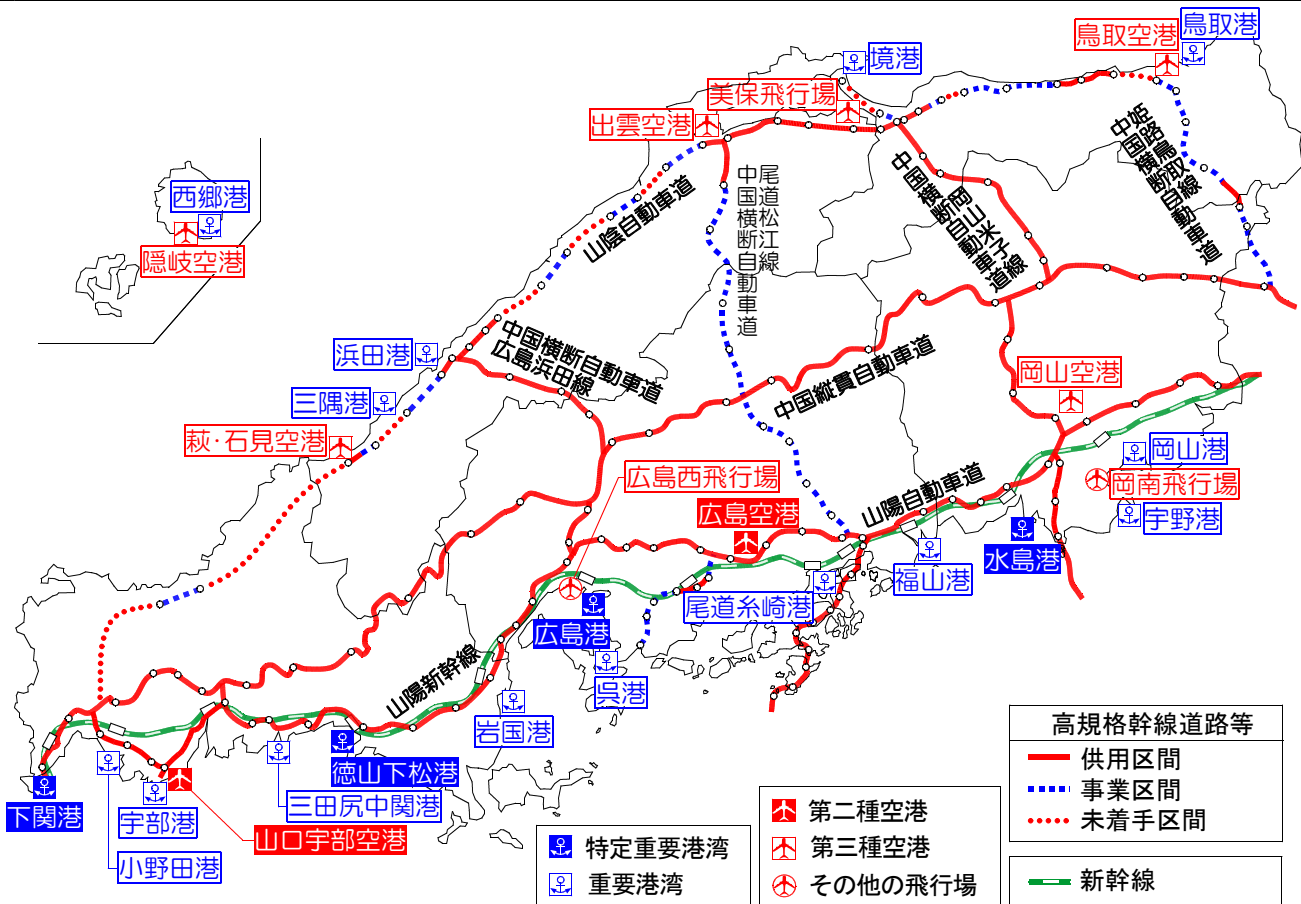 鳥取空港
鳥取港
境港
美保飛行場
出雲空港
西郷港
隠岐空港
山陰自動車道
尾道松江線
中国横断自動車道
岡山米子線
中国横断自動車道
姫路鳥取線
中国横断自動車道
浜田港
中国横断自動車道
広島浜田線
三隅港
萩・石見空港
中国縦貫自動車道
岡山空港
広島西飛行場
広島空港
山陽自動車道
岡山港
岡南飛行場
宇野港
水島港
福山港
尾道糸崎港
広島港
呉港
山陽新幹線
岩国港
徳山下松港
三田尻中関港
下関港
宇部港
山口宇部空港
小野田港
特定重要港湾
重要港湾
第二種空港
第三種空港
その他の飛行場
高規格幹線道路等
供用区間
事業区間
未着手区間
新幹線